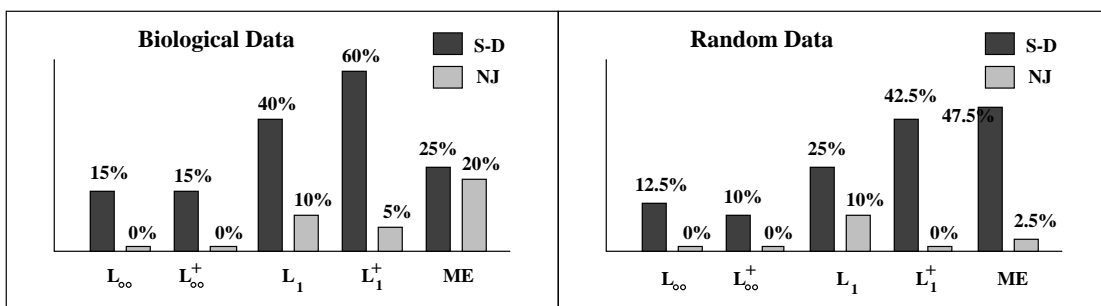 Biological Data
S-D
NJ
15%
0%
15%
0%
40%
10%
60%
5%
25%
20%
L∞
L∞⁺
L₁
L₁⁺
ME
Random Data
S-D
NJ
12.5%
0%
10%
0%
25%
10%
42.5%
0%
47.5%
2.5%
L∞
L∞⁺
L₁
L₁⁺
ME